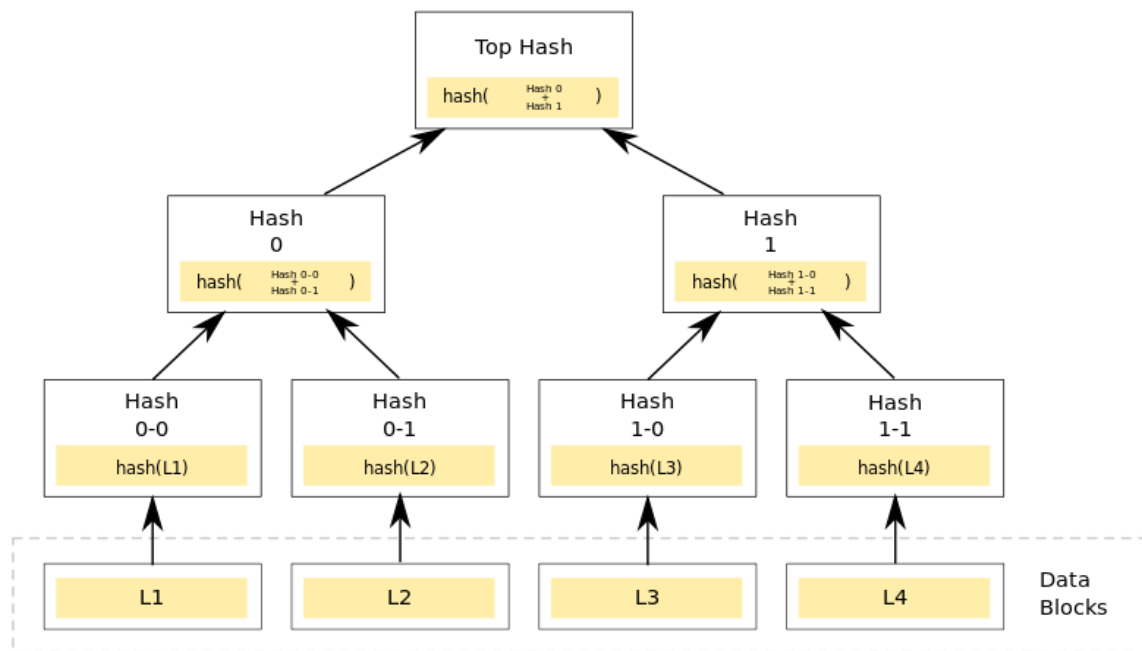 Top Hash
hash( Hash 0 + Hash 1 )
Hash
0
hash( Hash 0-0 + Hash 0-1 )
Hash
1
hash( Hash 1-0 + Hash 1-1 )
Hash
0-0
hash(L1)
Hash
0-1
hash(L2)
Hash
1-0
hash(L3)
Hash
1-1
hash(L4)
L1
L2
L3
L4
Data
Blocks